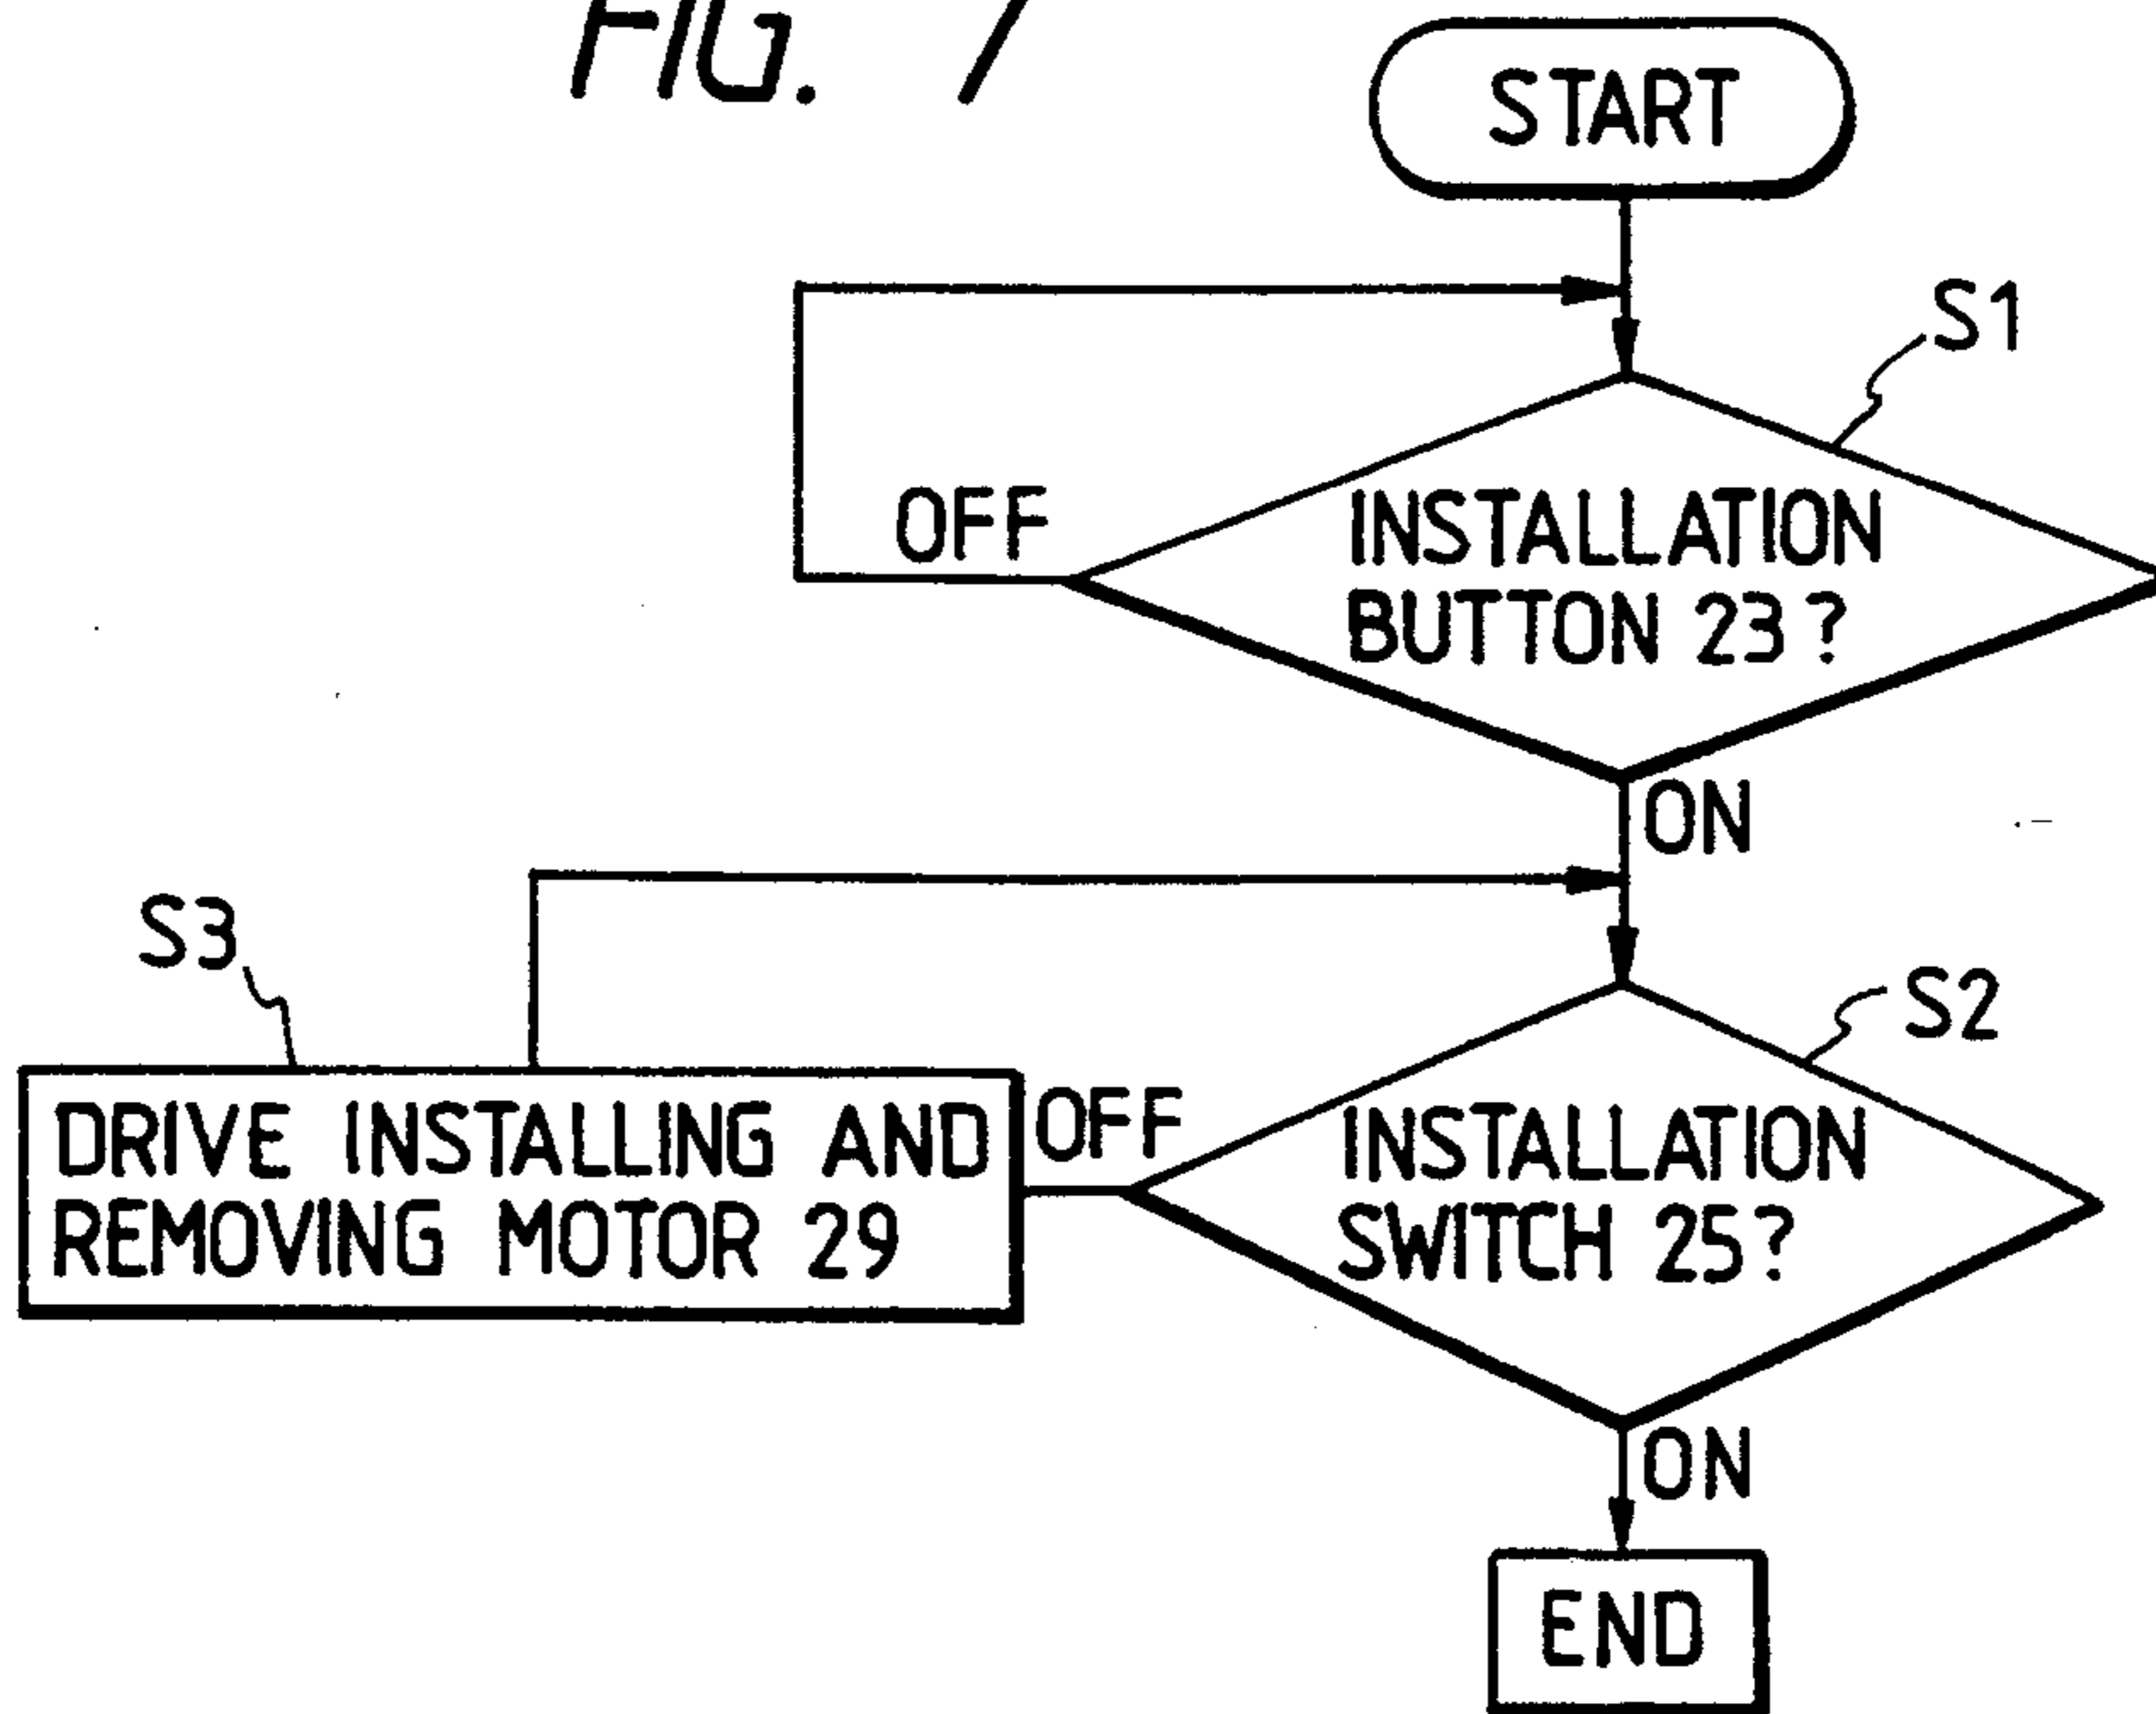 FIG. 7
START
S1
OFF
INSTALLATION
BUTTON 23?
ON
S3
S2
DRIVE INSTALLING AND
REMOVING MOTOR 29
OFF
INSTALLATION
SWITCH 25?
ON
END